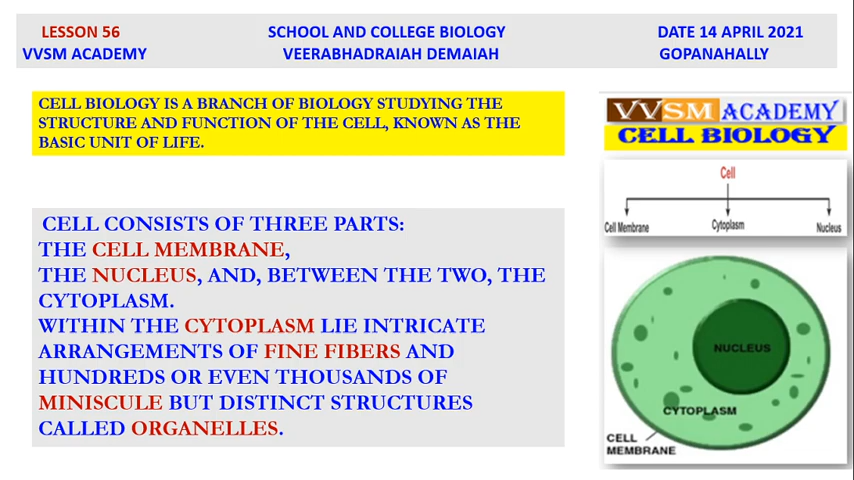 LESSON 56 SCHOOL AND COLLEGE BIOLOGY DATE 14 APRIL 2021
VVSM ACADEMY VEERABHADRAIAH DEMAIAH GOPANAHALLY
CELL BIOLOGY IS A BRANCH OF BIOLOGY STUDYING THE
STRUCTURE AND FUNCTION OF THE CELL, KNOWN AS THE
BASIC UNIT OF LIFE.
CELL CONSISTS OF THREE PARTS:
THE CELL MEMBRANE,
THE NUCLEUS, AND, BETWEEN THE TWO, THE
CYTOPLASM.
WITHIN THE CYTOPLASM LIE INTRICATE
ARRANGEMENTS OF FINE FIBERS AND
HUNDREDS OR EVEN THOUSANDS OF
MINISCULE BUT DISTINCT STRUCTURES
CALLED ORGANELLES.
VVSM ACADEMY
CELL BIOLOGY
Cell
Cell Membrane Cytoplasm Nucleus
NUCLEUS
CYTOPLASM
CELL
MEMBRANE